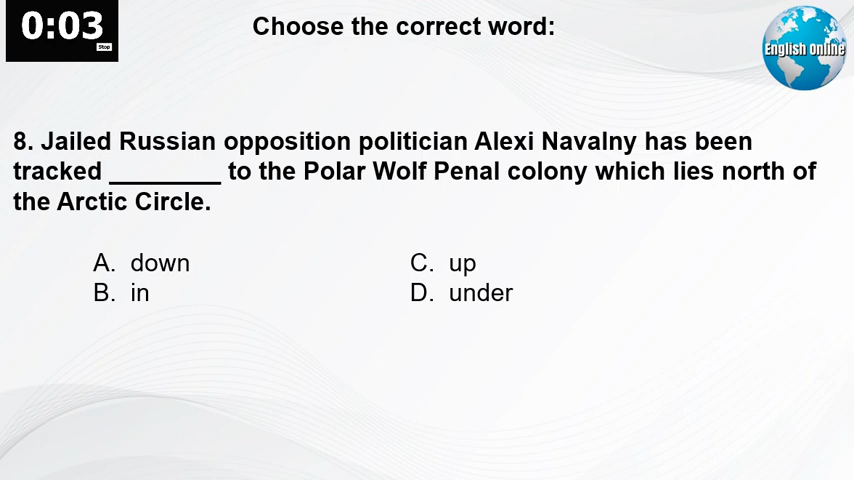 0:03
Stop
Choose the correct word:
English Online
8. Jailed Russian opposition politician Alexi Navalny has been
tracked ________ to the Polar Wolf Penal colony which lies north of
the Arctic Circle.
A. down
B. in
C. up
D. under